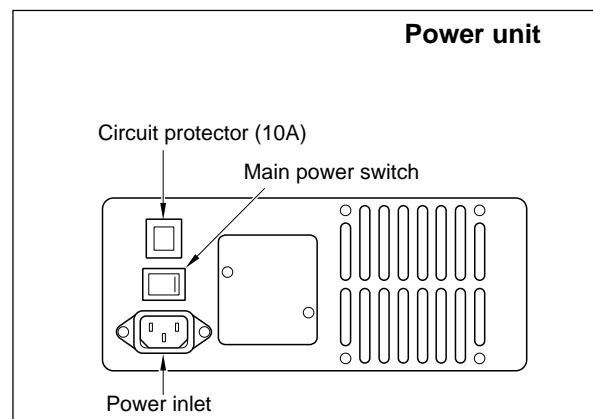 Power unit
Circuit protector (10A)
Main power switch
Power inlet